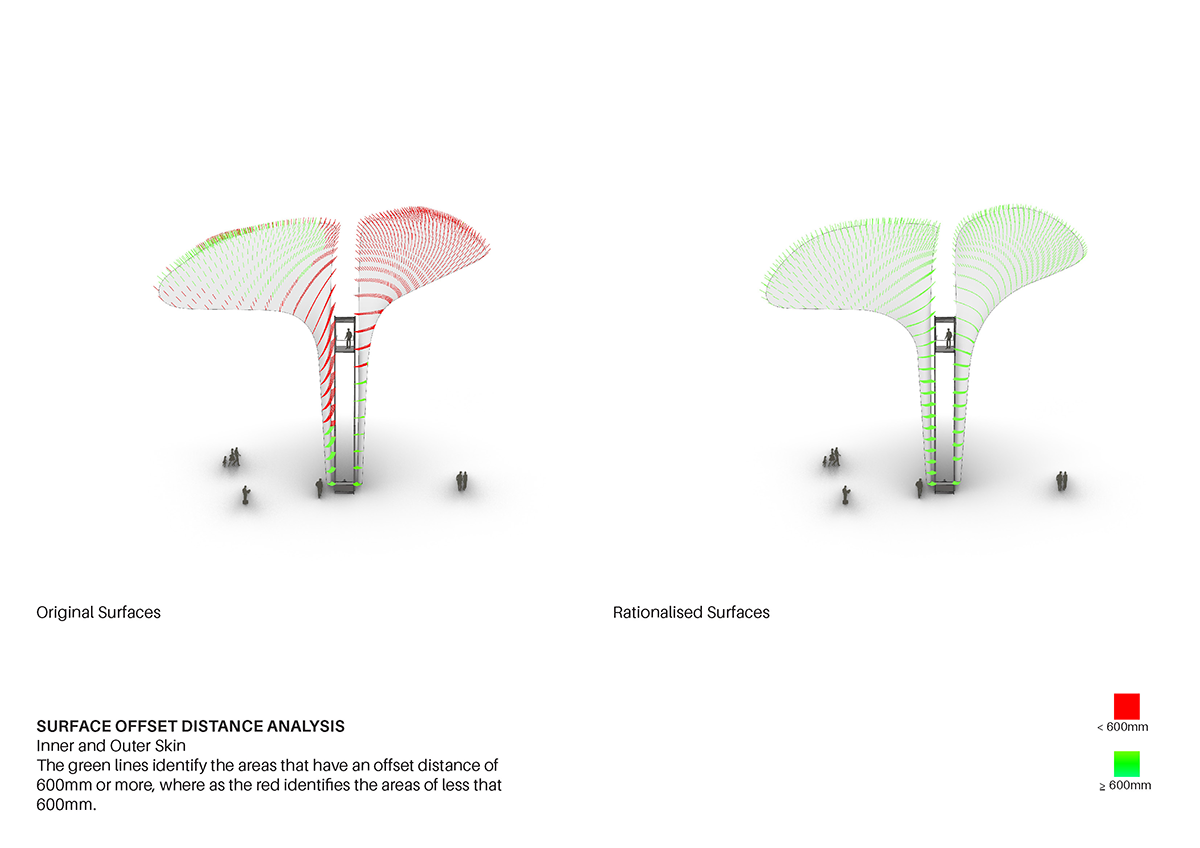 Original Surfaces
Rationalised Surfaces
SURFACE OFFSET DISTANCE ANALYSIS
Inner and Outer Skin
The green lines identify the areas that have an offset distance of
600mm or more, where as the red identifies the areas of less that
600mm.
< 600mm
≥ 600mm